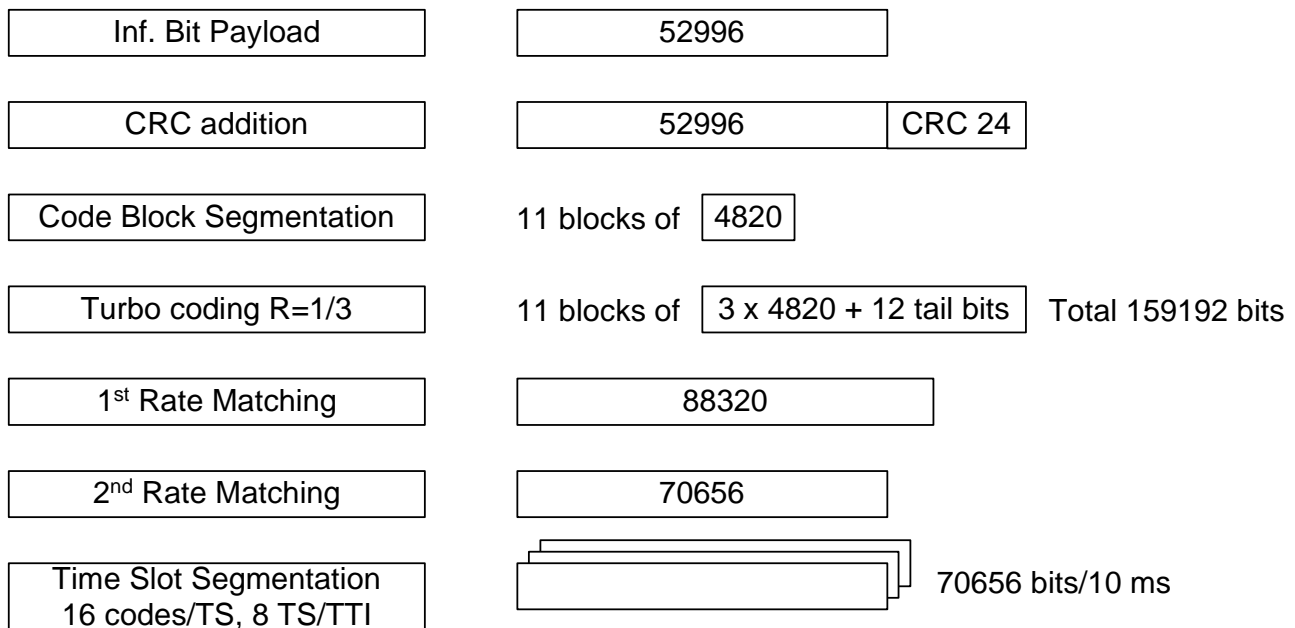 Inf. Bit Payload 52996
CRC addition 52996 CRC 24
Code Block Segmentation 11 blocks of 4820
Turbo coding R=1/3 11 blocks of 3 x 4820 + 12 tail bits Total 159192 bits
1st Rate Matching 88320
2nd Rate Matching 70656
Time Slot Segmentation
16 codes/TS, 8 TS/TTI
70656 bits/10 ms